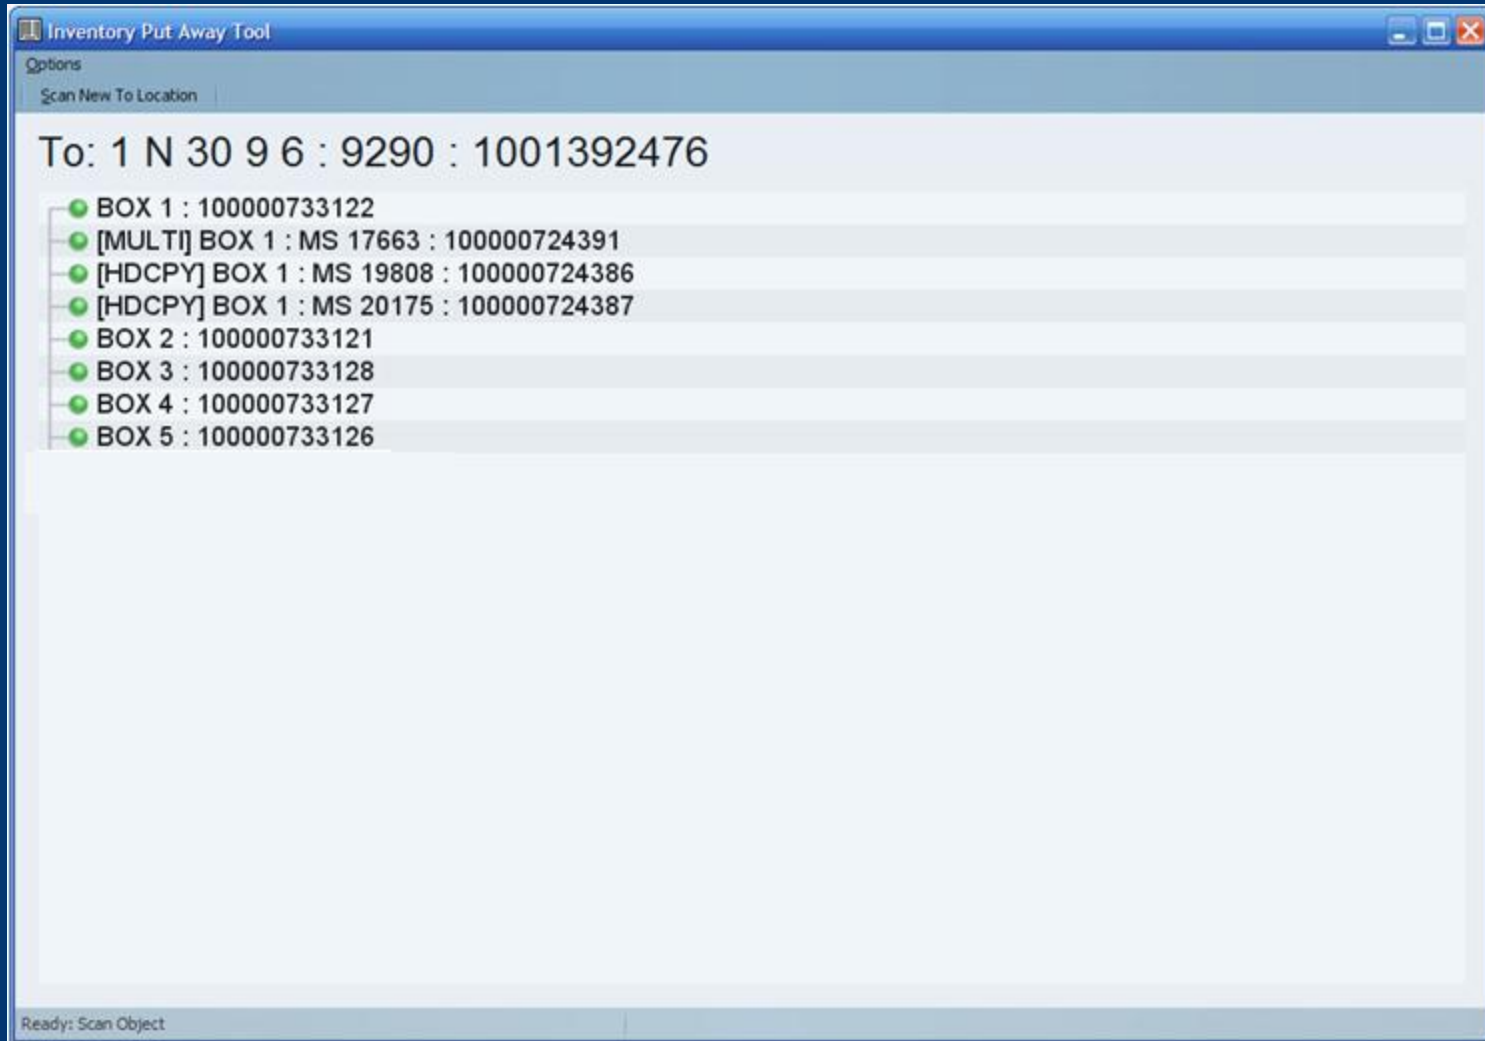 Inventory Put Away Tool
Options
Scan New To Location
To: 1 N 30 9 6 : 9290 : 1001392476
BOX 1 : 100000733122
[MULTI] BOX 1 : MS 17663 : 100000724391
[HDCPY] BOX 1 : MS 19808 : 100000724386
[HDCPY] BOX 1 : MS 20175 : 100000724387
BOX 2 : 100000733121
BOX 3 : 100000733128
BOX 4 : 100000733127
BOX 5 : 100000733126
Ready: Scan Object